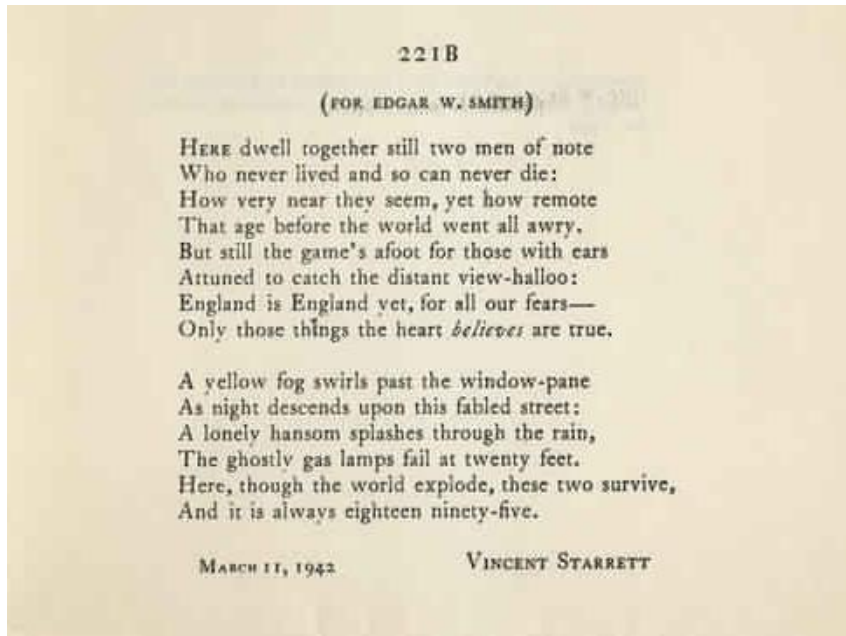 221B
(FOR EDGAR W. SMITH)
HERE dwell together still two men of note
Who never lived and so can never die:
How very near they seem, yet how remote
That age before the world went all awry.
But still the game's afoot for those with ears
Attuned to catch the distant view-halloo:
England is England yet, for all our fears—
Only those things the heart believes are true.
A yellow fog swirls past the window-pane
As night descends upon this fabled street:
A lonely hansom splashes through the rain,
The ghostly gas lamps fail at twenty feet.
Here, though the world explode, these two survive,
And it is always eighteen ninety-five.
MARCH 11, 1942 VINCENT STARRETT